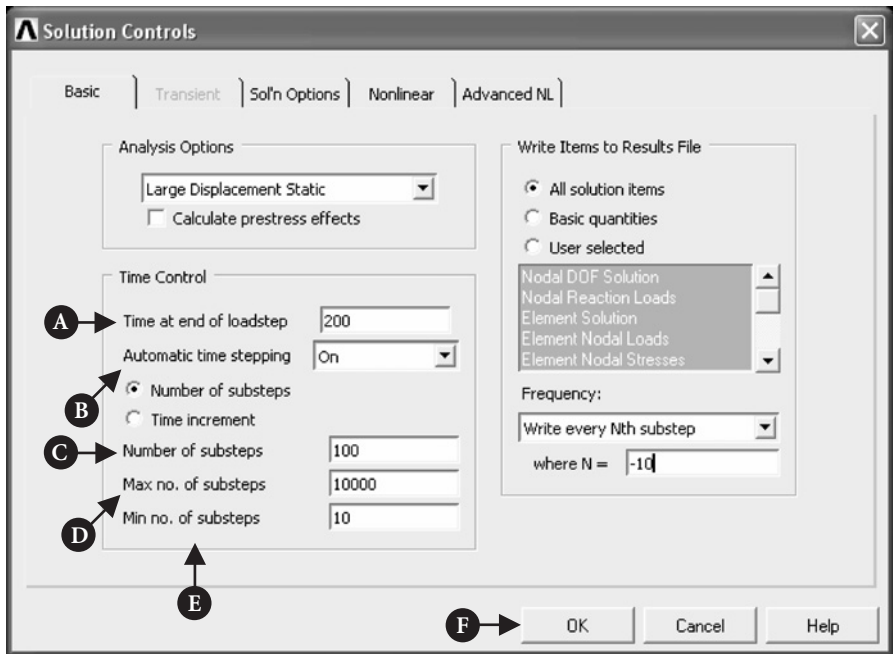 Solution Controls
Basic
Transient
Sol'n Options
Nonlinear
Advanced NL
Analysis Options
Large Displacement Static
Calculate prestress effects
Time Control
A
Time at end of loadstep
200
Automatic time stepping
On
B
Number of substeps
Time increment
C
Number of substeps
100
D
Max no. of substeps
10000
Min no. of substeps
10
E
Write Items to Results File
All solution items
Basic quantities
User selected
Nodal DOF Solution
Nodal Reaction Loads
Element Solution
Element Nodal Loads
Element Nodal Stresses
Frequency:
Write every Nth substep
where N =
-10
F
OK
Cancel
Help